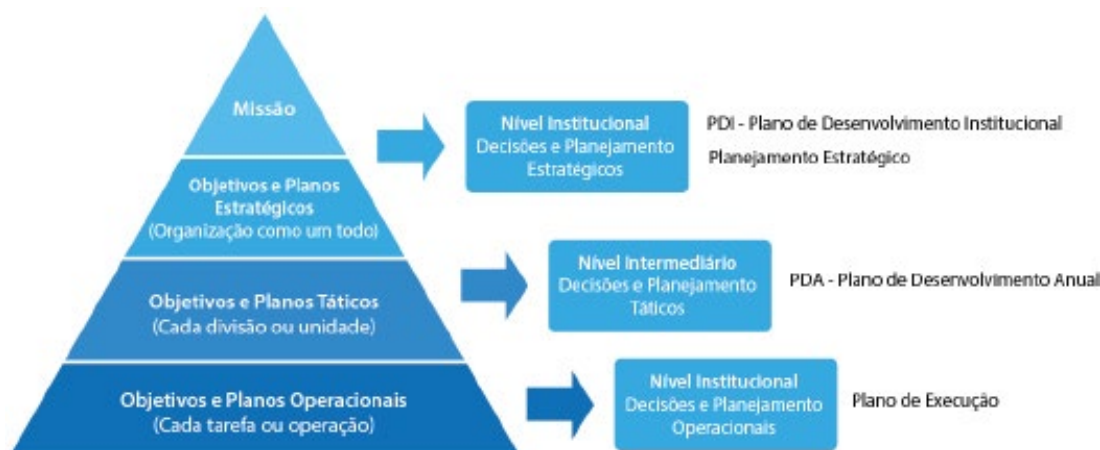 Missão
Objetivos e Planos
Estratégicos
(Organização como um todo)
Objetivos e Planos Táticos
(Cada divisão ou unidade)
Objetivos e Planos Operacionais
(Cada tarefa ou operação)
Nível Institucional
Decisões e Planejamento
Estratégicos
PDI - Plano de Desenvolvimento Institucional
Planejamento Estratégico
Nível Intermediário
Decisões e Planejamento
Táticos
PDA - Plano de Desenvolvimento Anual
Nível Institucional
Decisões e Planejamento
Operacionais
Plano de Execução